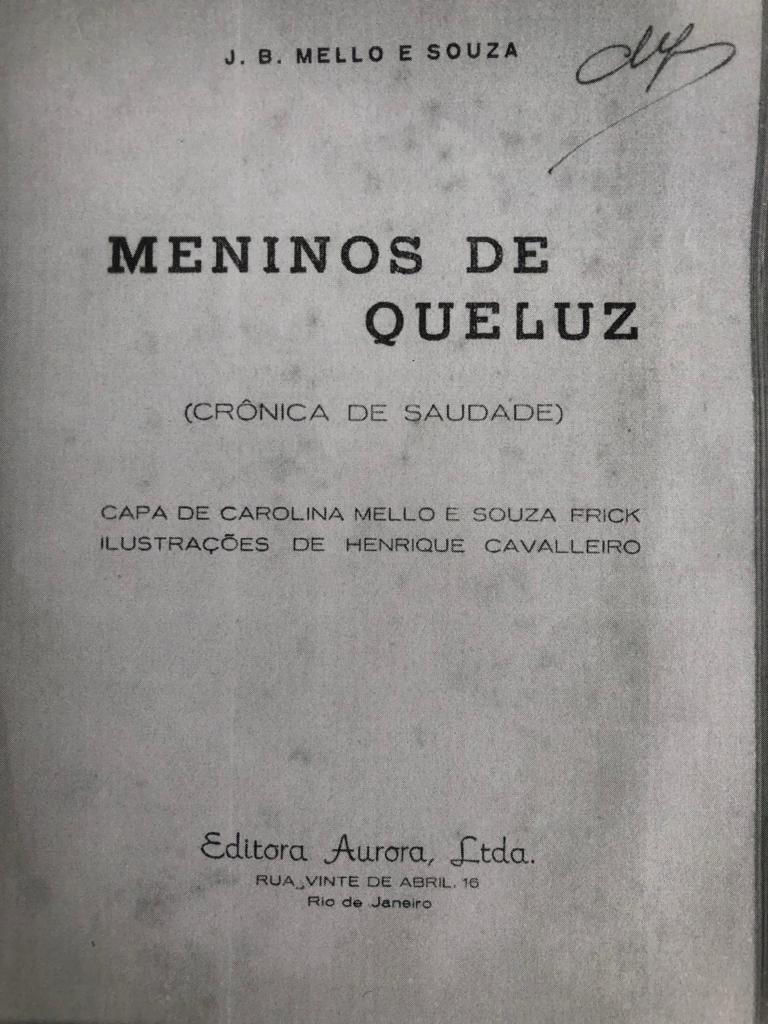 J. B. MELLO E SOUZA
MENINOS DE
QUELUZ
(CRÔNICA DE SAUDADE)
CAPA DE CAROLINA MELLO E SOUZA FRICK
ILUSTRAÇÕES DE HENRIQUE CAVALLEIRO
Editora Aurora, Ltda.
RUA VINTE DE ABRIL, 16
Rio de Janeiro